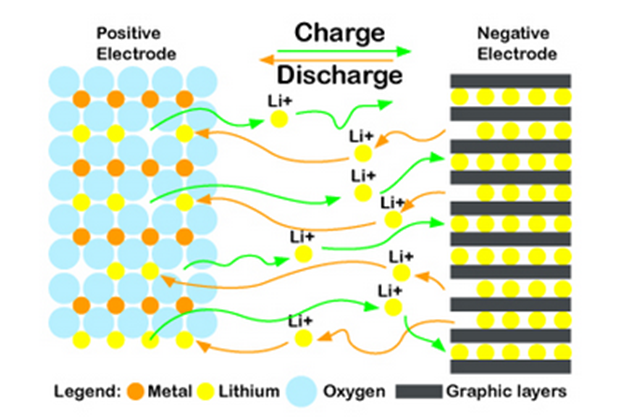 Positive
Electrode
Charge
Discharge
Negative
Electrode
Li+
Li+
Li+
Li+
Li+
Li+
Li+
Li+
Legend: Metal Lithium Oxygen Graphic layers